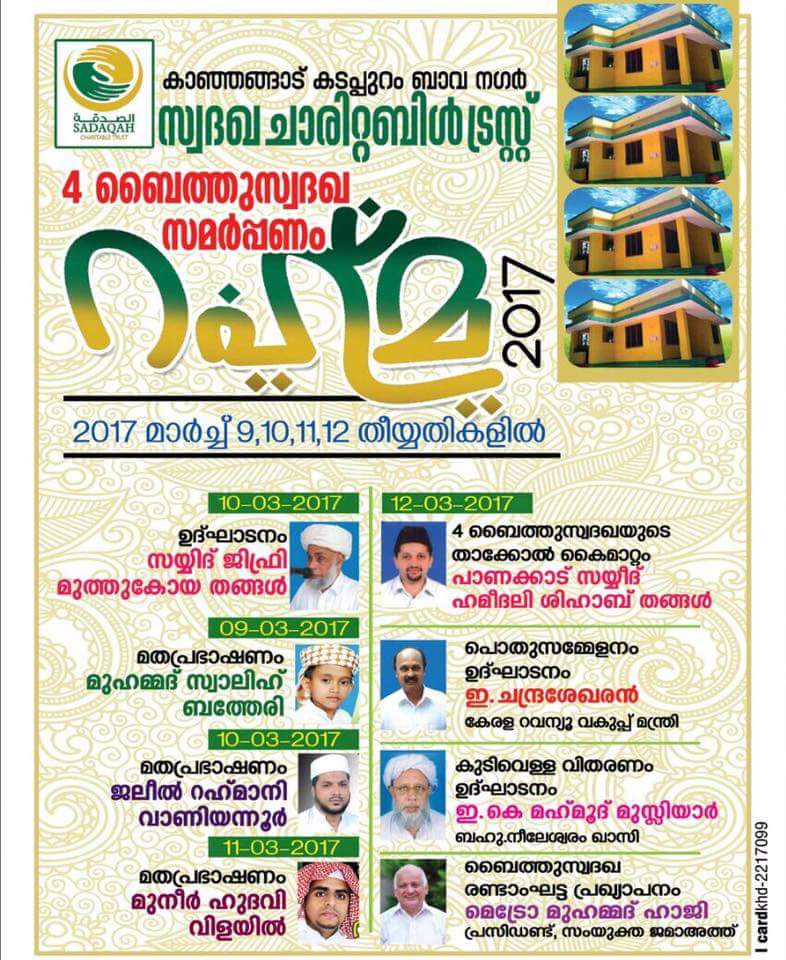 الصدقة
SADAQAH
CHARITABLE TRUST
കാഞ്ഞങ്ങാട് കടപ്പുറം ബാവ നഗർ
സ്വദഖ ചാരിറ്റബിൾ ട്രസ്റ്റ്
4 ബൈത്തുസ്വദഖ
സമർപ്പണം
2017
2017 മാർച്ച് 9,10,11,12 തീയ്യതികളിൽ
10-03-2017
ഉദ്ഘാടനം
സയ്യിദ് ജിഫ്രി
മുത്തുകോയ തങ്ങൾ
09-03-2017
മതപ്രഭാഷണം
മുഹമ്മദ് സ്വാലിഹ്
ബത്തേരി
10-03-2017
മതപ്രഭാഷണം
ജലീൽ റഹ്മാനി
വാണിയന്നൂർ
11-03-2017
മതപ്രഭാഷണം
മുനീർ ഹുദവി
വിളയിൽ
12-03-2017
4 ബൈത്തുസ്വദഖയുടെ
താക്കോൽ കൈമാറ്റം
പാണക്കാട് സയ്യീദ്
ഹമീദലി ശിഹാബ് തങ്ങൾ
പൊതുസമ്മേളനം
ഉദ്ഘാടനം
ഇ.ചന്ദ്രശേഖരൻ
കേരള റവന്യൂ വകുപ്പ് മന്ത്രി
കുടിവെള്ള വിതരണം
ഉദ്ഘാടനം
ഇ.കെ മഹ്മൂദ് മുസ്ലിയാർ
ബഹു.നീലേശ്വരം ഖാസി
ബൈത്തുസ്വദഖ
രണ്ടാംഘട്ട പ്രഖ്യാപനം
മെട്രോ മുഹമ്മദ് ഹാജി
പ്രസിഡണ്ട്, സംയുക്ത ജമാഅത്ത്
I cardkhd-2217099